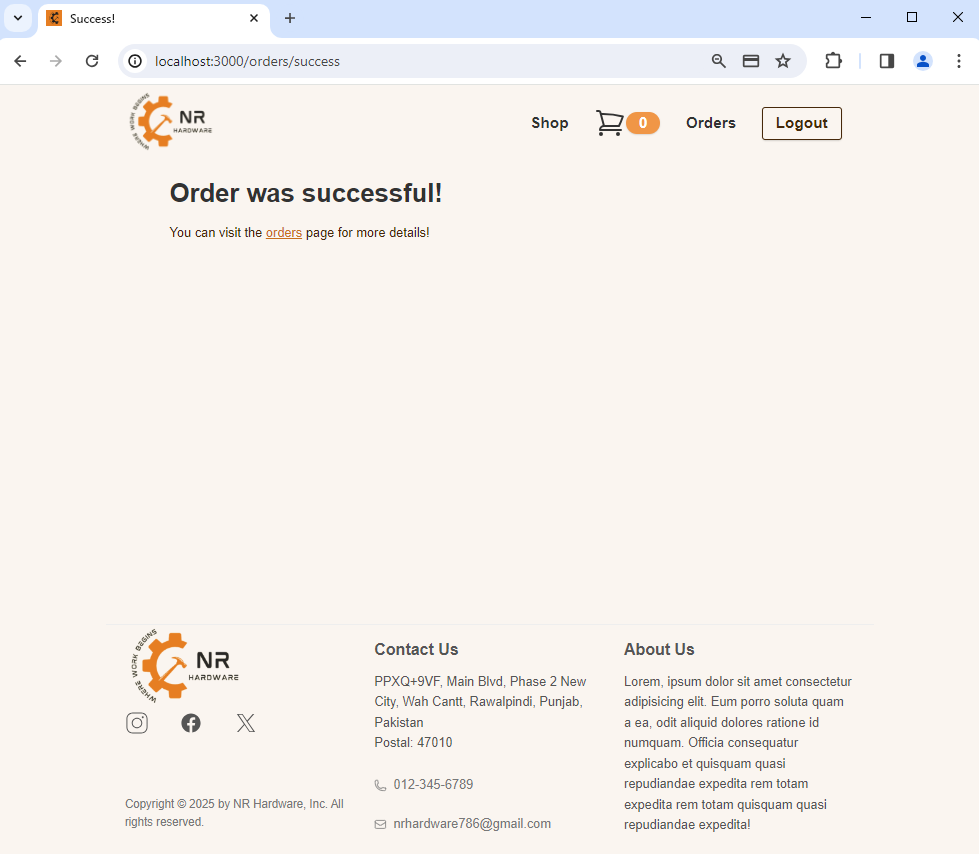 Success!
localhost:3000/orders/success
WHERE WORK BEGINS
NR
HARDWARE
Shop
0
Orders
Logout
Order was successful!
You can visit the orders page for more details!
WHERE WORK BEGINS
NR
HARDWARE
Copyright © 2025 by NR Hardware, Inc. All
rights reserved.
Contact Us
PPXQ+9VF, Main Blvd, Phase 2 New
City, Wah Cantt, Rawalpindi, Punjab,
Pakistan
Postal: 47010
012-345-6789
nrhardware786@gmail.com
About Us
Lorem, ipsum dolor sit amet consectetur
adipisicing elit. Eum porro soluta quam
a ea, odit aliquid dolores ratione id
numquam. Officia consequatur
explicabo et quisquam quasi
repudiandae expedita rem totam
expedita rem totam quisquam quasi
repudiandae expedita!